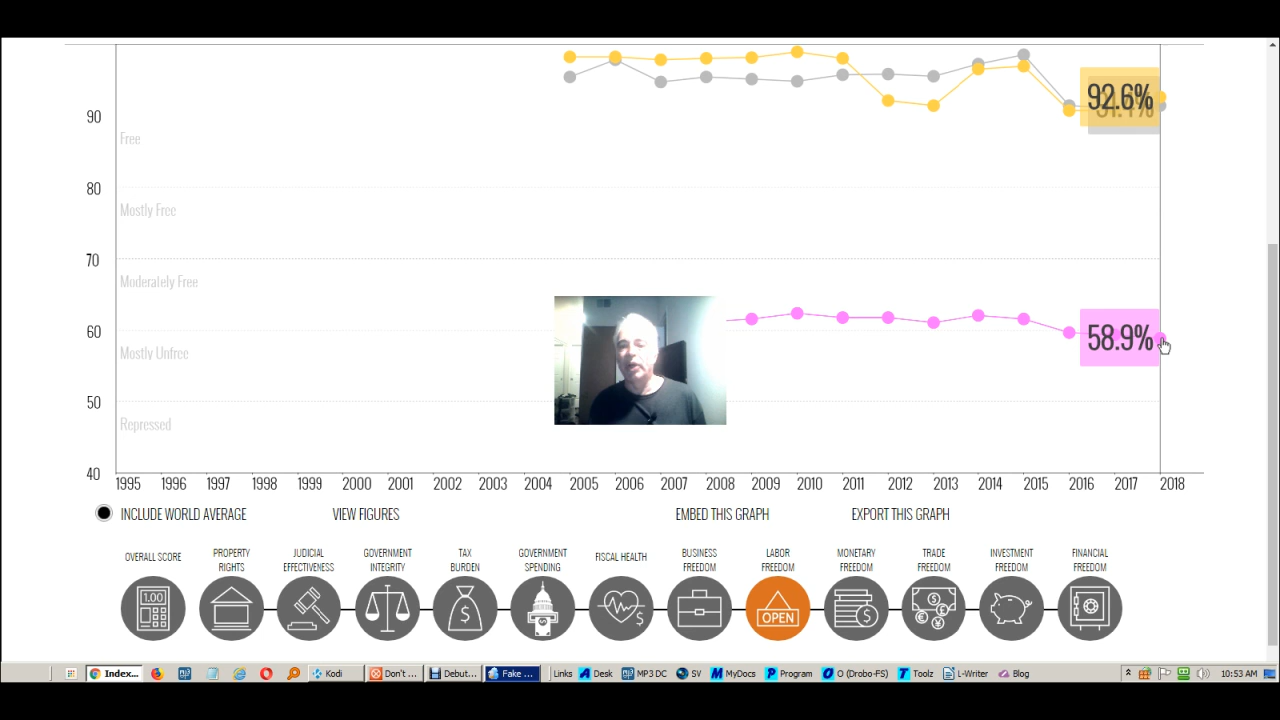 92.6%
90
Free
80
Mostly Free
70
Moderately Free
60
58.9%
Mostly Unfree
50
Repressed
40
1995 1996 1997 1998 1999 2000 2001 2002 2003 2004 2005 2006 2007 2008 2009 2010 2011 2012 2013 2014 2015 2016 2017 2018
INCLUDE WORLD AVERAGE VIEW FIGURES EMBED THIS GRAPH EXPORT THIS GRAPH
OVERALL SCORE
PROPERTY RIGHTS
JUDICIAL EFFECTIVENESS
GOVERNMENT INTEGRITY
TAX BURDEN
GOVERNMENT SPENDING
FISCAL HEALTH
BUSINESS FREEDOM
LABOR FREEDOM
MONETARY FREEDOM
TRADE FREEDOM
INVESTMENT FREEDOM
FINANCIAL FREEDOM
1.00
$
OPEN
$
$
$ £ € ¥
Index... Kodi Don't ... Debut... Fake ... Links Desk MP3 DC SV MyDocs Program O (Drobo-FS) Toolz L-Writer Blog 10:53 AM